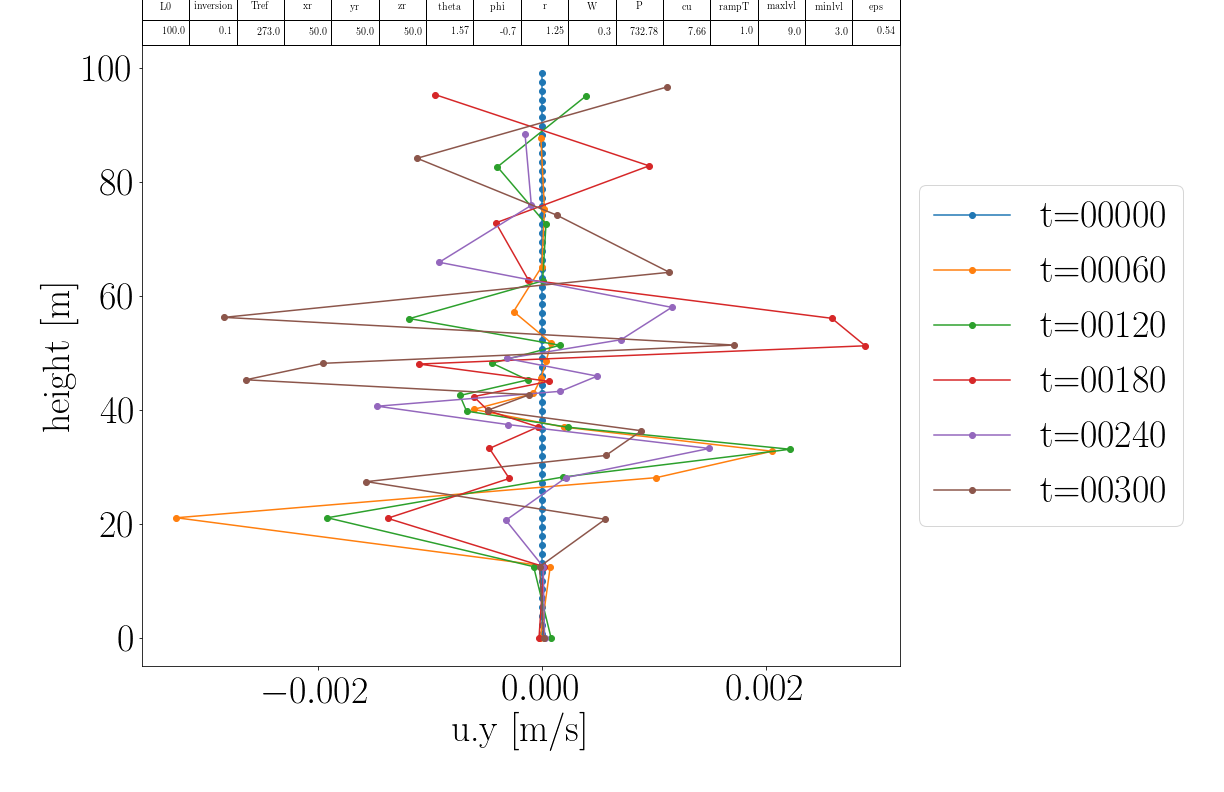 L0 inversion Tref xr yr zr theta phi r W P cu rampT maxlvl minlvl eps
100.0 0.1 273.0 50.0 50.0 50.0 1.57 -0.7 1.25 0.3 732.78 7.66 1.0 9.0 3.0 0.54
100
80
60
40
20
0
height [m]
−0.002 0.000 0.002
u.y [m/s]
t=00000
t=00060
t=00120
t=00180
t=00240
t=00300